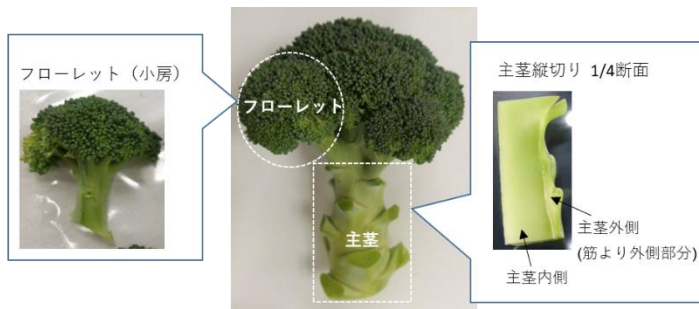 フローレット（小房）
フローレット
主茎
主茎縦切り 1/4断面
主茎外側
(筋より外側部分)
主茎内側